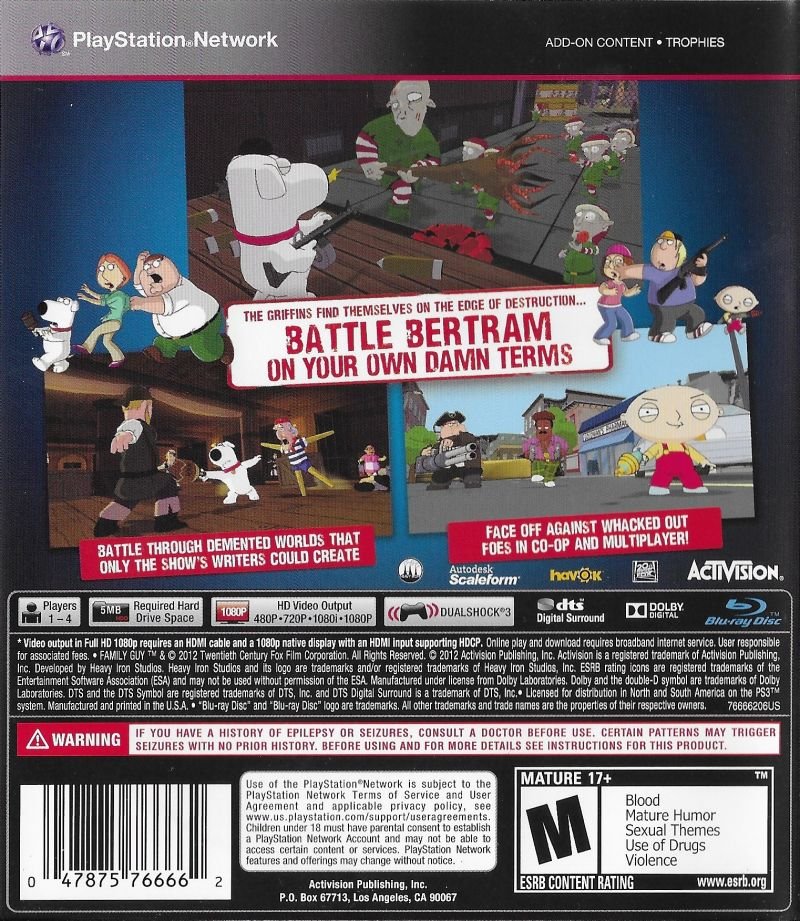 PlayStation®Network
ADD-ON CONTENT • TROPHIES
THE GRIFFINS FIND THEMSELVES ON THE EDGE OF DESTRUCTION...
BATTLE BERTRAM
ON YOUR OWN DAMN TERMS
BATTLE THROUGH DEMENTED WORLDS THAT
ONLY THE SHOW'S WRITERS COULD CREATE
FACE OFF AGAINST WHACKED OUT
FOES IN CO-OP AND MULTIPLAYER!
Autodesk
Scaleform®
havok
ACTIVISION®
Players
1 – 4
5MB
Required Hard
Drive Space
1080P
HD Video Output
480P•720P•1080i•1080P
DUALSHOCK®3
dts
Digital Surround
DOLBY
DIGITAL
Blu-ray Disc™
* Video output in Full HD 1080p requires an HDMI cable and a 1080p native display with an HDMI input supporting HDCP. Online play and download requires broadband Internet service. User responsible
for associated fees. • FAMILY GUY ™ & © 2012 Twentieth Century Fox Film Corporation. All Rights Reserved. © 2012 Activision Publishing, Inc. Activision is a registered trademark of Activision Publishing,
Inc. Developed by Heavy Iron Studios. Heavy Iron Studios and its logo are trademarks and/or registered trademarks of Heavy Iron Studios, Inc. ESRB rating icons are registered trademarks of the
Entertainment Software Association (ESA) and may not be used without permission of the ESA. Manufactured under license from Dolby Laboratories. Dolby and the double-D symbol are trademarks of Dolby
Laboratories. DTS and the DTS Symbol are registered trademarks of DTS, Inc. and DTS Digital Surround is a trademark of DTS, Inc.• Licensed for distribution in North and South America on the PS3™
system. Manufactured and printed in the U.S.A. • "Blu-ray Disc" and "Blu-ray Disc" logo are trademarks. All other trademarks and trade names are the properties of their respective owners. 76666206US
WARNING
IF YOU HAVE A HISTORY OF EPILEPSY OR SEIZURES, CONSULT A DOCTOR BEFORE USE. CERTAIN PATTERNS MAY TRIGGER
SEIZURES WITH NO PRIOR HISTORY. BEFORE USING AND FOR MORE DETAILS SEE INSTRUCTIONS FOR THIS PRODUCT.
0 47875 76666 2
Use of the PlayStation®Network is subject to the
PlayStation Network Terms of Service and User
Agreement and applicable privacy policy, see
www.us.playstation.com/support/useragreements.
Children under 18 must have parental consent to establish
a PlayStation Network Account and may not be able to
access certain content or services. PlayStation Network
features and offerings may change without notice.
Activision Publishing, Inc.
P.O. Box 67713, Los Angeles, CA 90067
MATURE 17+
TM
M
Blood
Mature Humor
Sexual Themes
Use of Drugs
Violence
ESRB CONTENT RATING
www.esrb.org